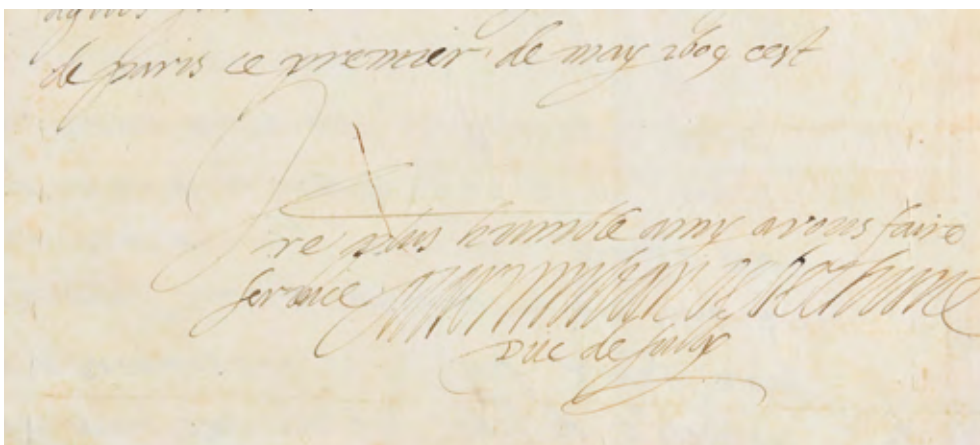 de paris ce premier de may 1609 cest
Vre plus humble amy a vous faire
servise maximilian de bethune
Duc de sully